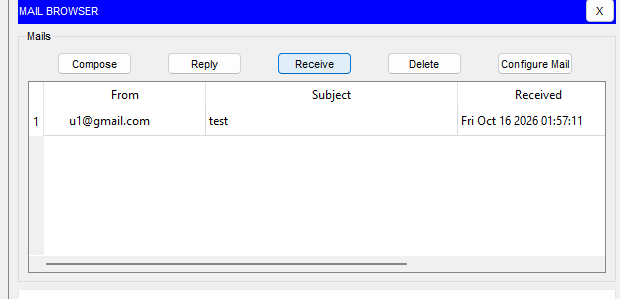 MAIL BROWSER X
Mails
Compose Reply Receive Delete Configure Mail
From Subject Received
1 u1@gmail.com test Fri Oct 16 2026 01:57:11